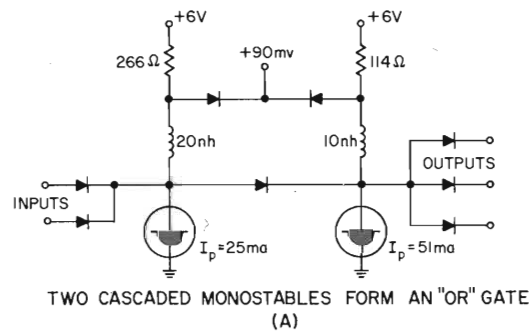 +6V
+6V
+90mv
266Ω
114Ω
20nh
10nh
INPUTS
OUTPUTS
Ip=25ma
Ip=51ma
TWO CASCADED MONOSTABLES FORM AN "OR" GATE
(A)